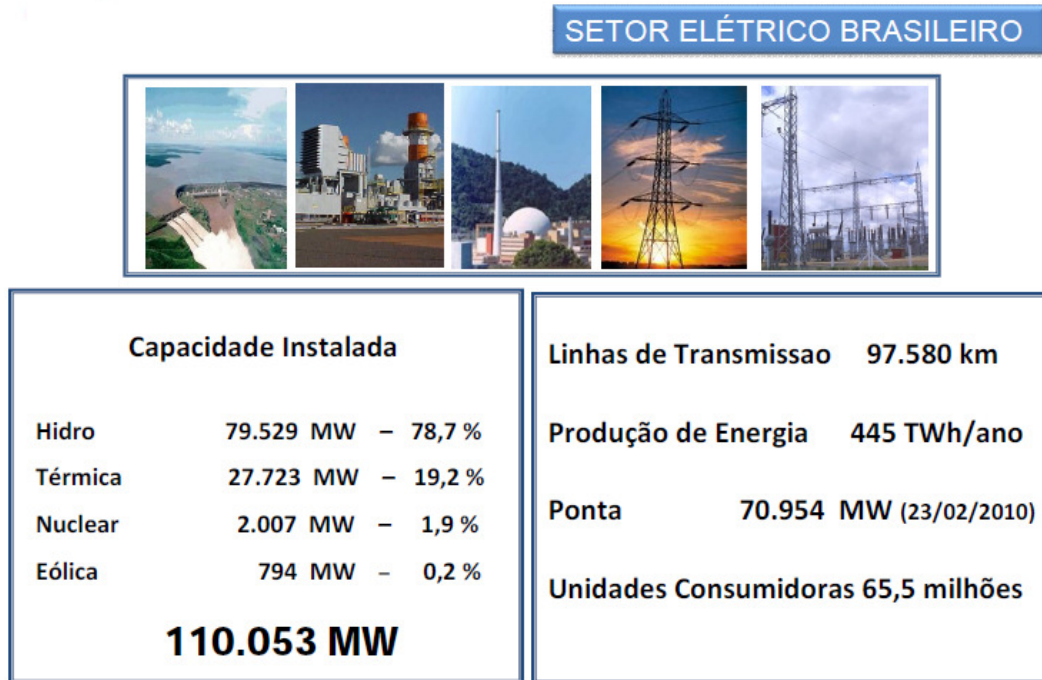 SETOR ELÉTRICO BRASILEIRO
Capacidade Instalada
Hidro 79.529 MW – 78,7 %
Térmica 27.723 MW – 19,2 %
Nuclear 2.007 MW – 1,9 %
Eólica 794 MW - 0,2 %
110.053 MW
Linhas de Transmissao 97.580 km
Produção de Energia 445 TWh/ano
Ponta 70.954 MW (23/02/2010)
Unidades Consumidoras 65,5 milhões